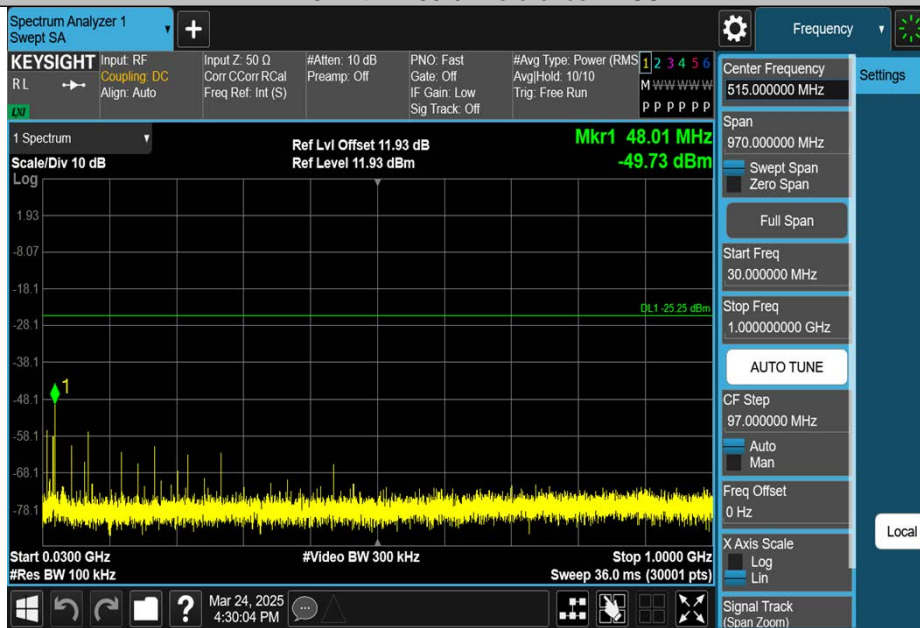 Spectrum Analyzer 1
Swept SA
+
Frequency
KEYSIGHT
R L
LXI
Input: RF
Coupling: DC
Align: Auto
Input Z: 50 Ω
Corr CCorr RCal
Freq Ref: Int (S)
#Atten: 10 dB
Preamp: Off
PNO: Fast
Gate: Off
IF Gain: Low
Sig Track: Off
#Avg Type: Power (RMS
Avg|Hold: 10/10
Trig: Free Run
1 2 3 4 5 6
M W W W W W
P P P P P P
1 Spectrum
Scale/Div 10 dB
Log
Ref Lvl Offset 11.93 dB
Ref Level 11.93 dBm
Mkr1 48.01 MHz
-49.73 dBm
1.93
-8.07
-18.1
DL1 -25.25 dBm
-28.1
-38.1
1
-48.1
-58.1
-68.1
-78.1
Start 0.0300 GHz
#Res BW 100 kHz
#Video BW 300 kHz
Stop 1.0000 GHz
Sweep 36.0 ms (30001 pts)
?
Mar 24, 2025
4:30:04 PM
Center Frequency
515.000000 MHz
Settings
Span
970.000000 MHz
Swept Span
Zero Span
Full Span
Start Freq
30.000000 MHz
Stop Freq
1.000000000 GHz
AUTO TUNE
CF Step
97.000000 MHz
Auto
Man
Freq Offset
0 Hz
Local
X Axis Scale
Log
Lin
Signal Track
(Span Zoom)